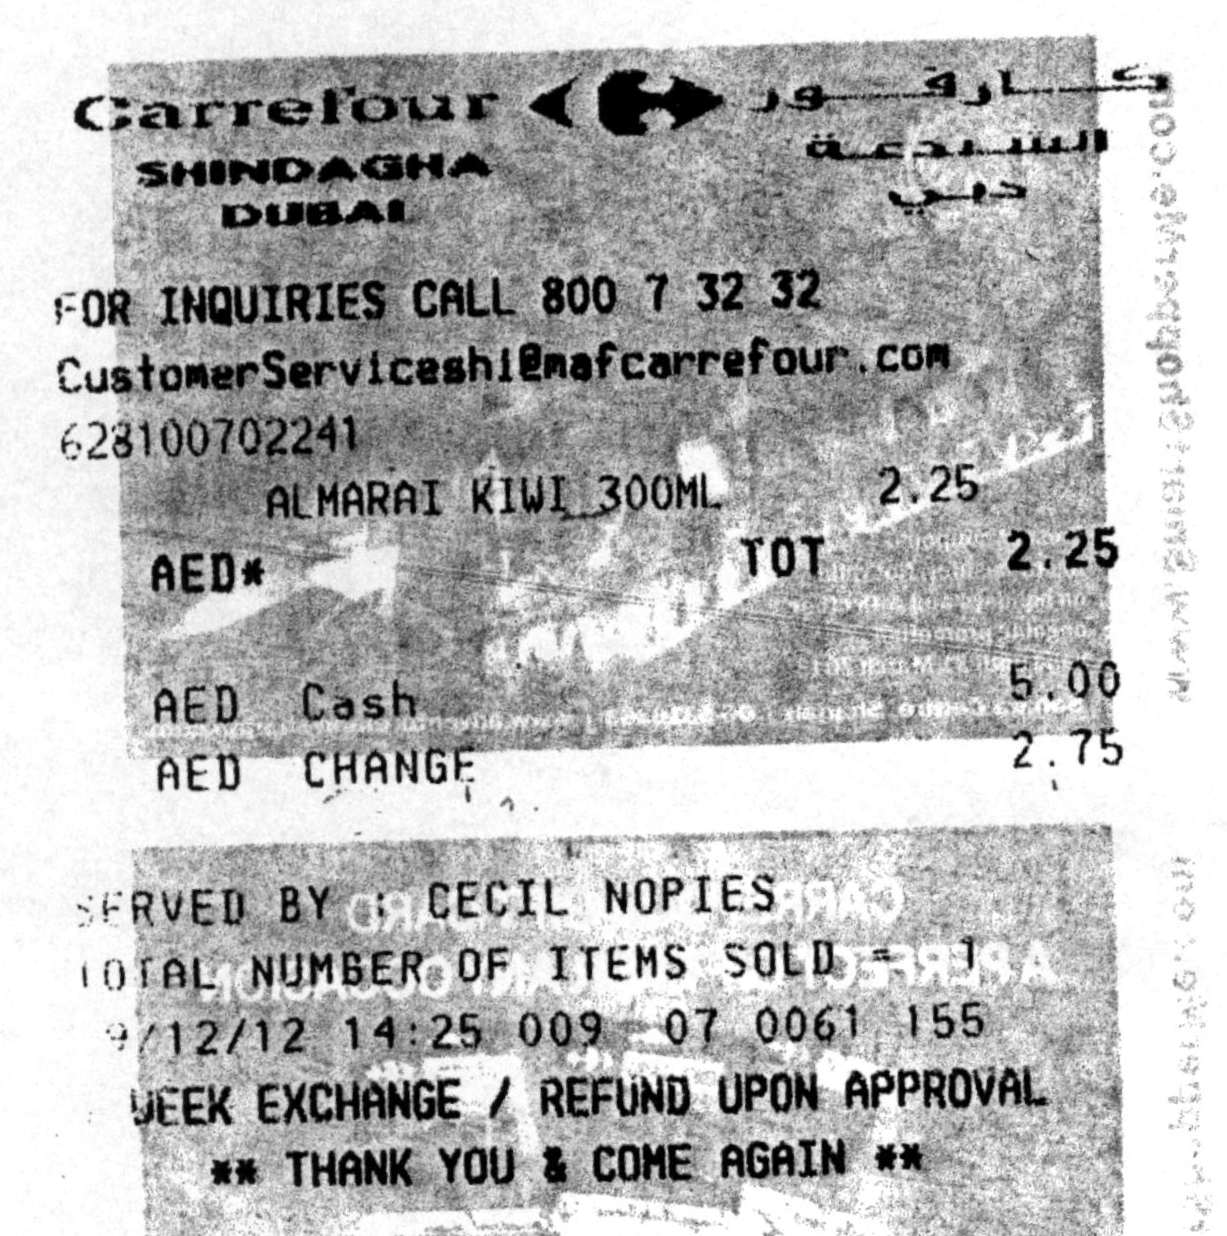 Carrefour كارفور
SHINDAGHA الشندغة
DUBAI دبي
FOR INQUIRIES CALL 800 7 32 32
CustomerServiceshi@mafcarrefour.com
628100702241
ALMARAI KIWI 300ML 2.25
AED* TOT 2.25
AED Cash 5.00
AED CHANGE 2.75
SERVED BY : CECIL NOPIES
TOTAL NUMBER OF ITEMS SOLD = 1
9/12/12 14:25 009 07 0061 155
WEEK EXCHANGE / REFUND UPON APPROVAL
** THANK YOU & COME AGAIN **